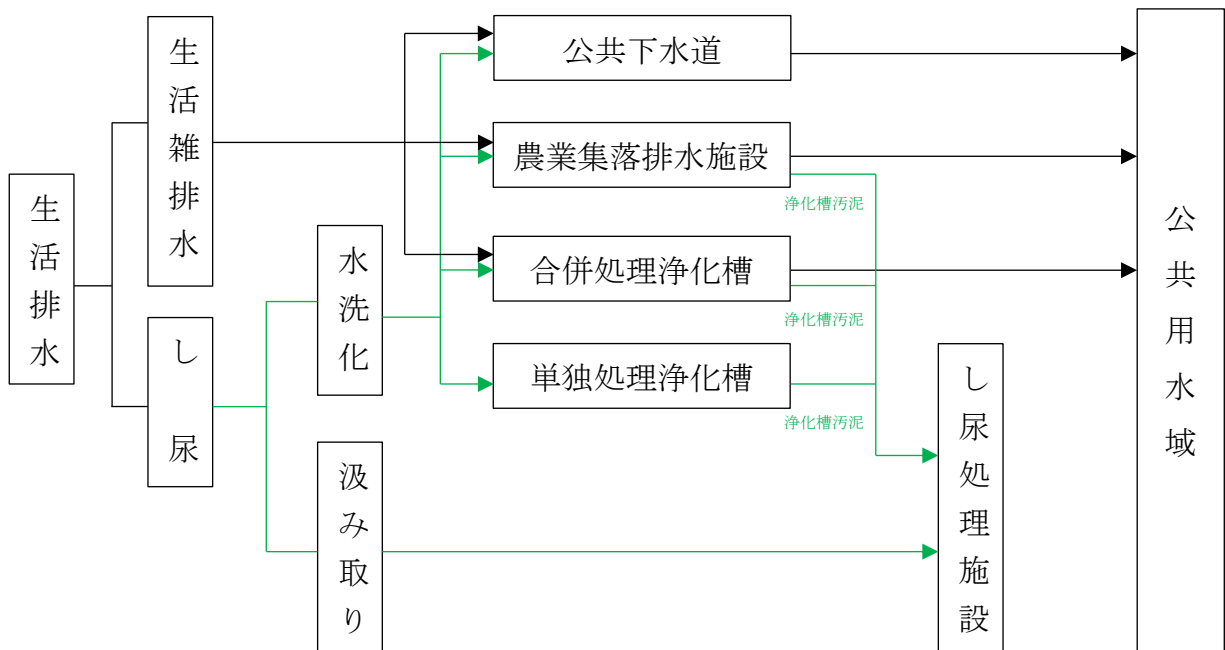 生活排水
生活雑排水
し尿
水洗化
汲み取り
公共下水道
農業集落排水施設
浄化槽汚泥
合併処理浄化槽
浄化槽汚泥
単独処理浄化槽
浄化槽汚泥
し尿処理施設
公共用水域